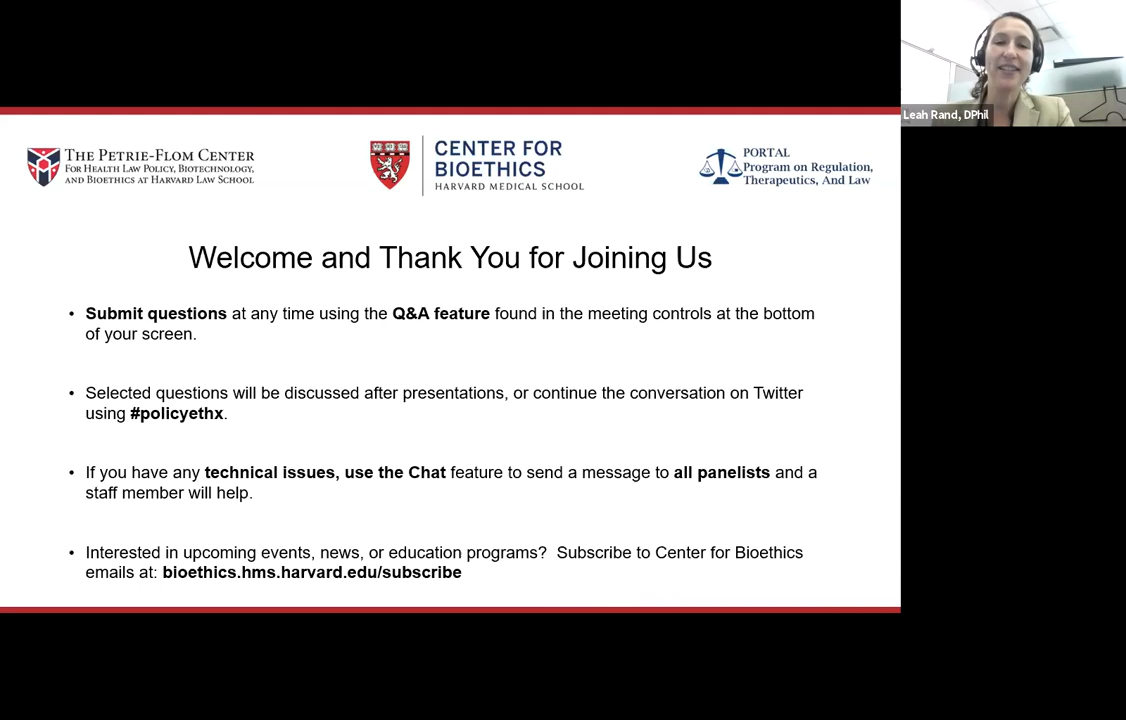 Leah Rand, DPhil
THE PETRIE-FLOM CENTER
FOR HEALTH LAW POLICY, BIOTECHNOLOGY,
AND BIOETHICS AT HARVARD LAW SCHOOL
CENTER FOR
BIOETHICS
HARVARD MEDICAL SCHOOL
PORTAL
Program on Regulation,
Therapeutics, And Law
Welcome and Thank You for Joining Us
• Submit questions at any time using the Q&A feature found in the meeting controls at the bottom
of your screen.
• Selected questions will be discussed after presentations, or continue the conversation on Twitter
using #policyethx.
• If you have any technical issues, use the Chat feature to send a message to all panelists and a
staff member will help.
• Interested in upcoming events, news, or education programs?  Subscribe to Center for Bioethics
emails at: bioethics.hms.harvard.edu/subscribe